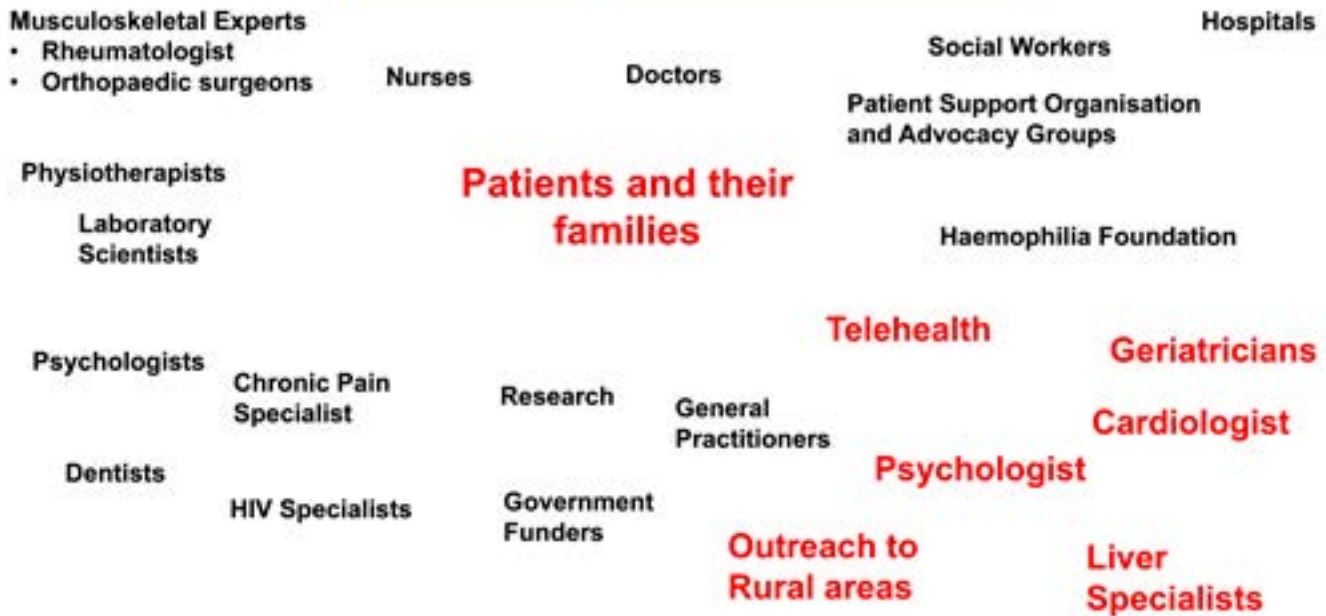 Musculoskeletal Experts
• Rheumatologist
• Orthopaedic surgeons
Nurses
Doctors
Social Workers
Hospitals
Patient Support Organisation
and Advocacy Groups
Physiotherapists
Laboratory
Scientists
Patients and their
families
Haemophilia Foundation
Telehealth
Geriatricians
Psychologists
Chronic Pain
Specialist
Research
General
Practitioners
Cardiologist
Psychologist
Dentists
HIV Specialists
Government
Funders
Outreach to
Rural areas
Liver
Specialists